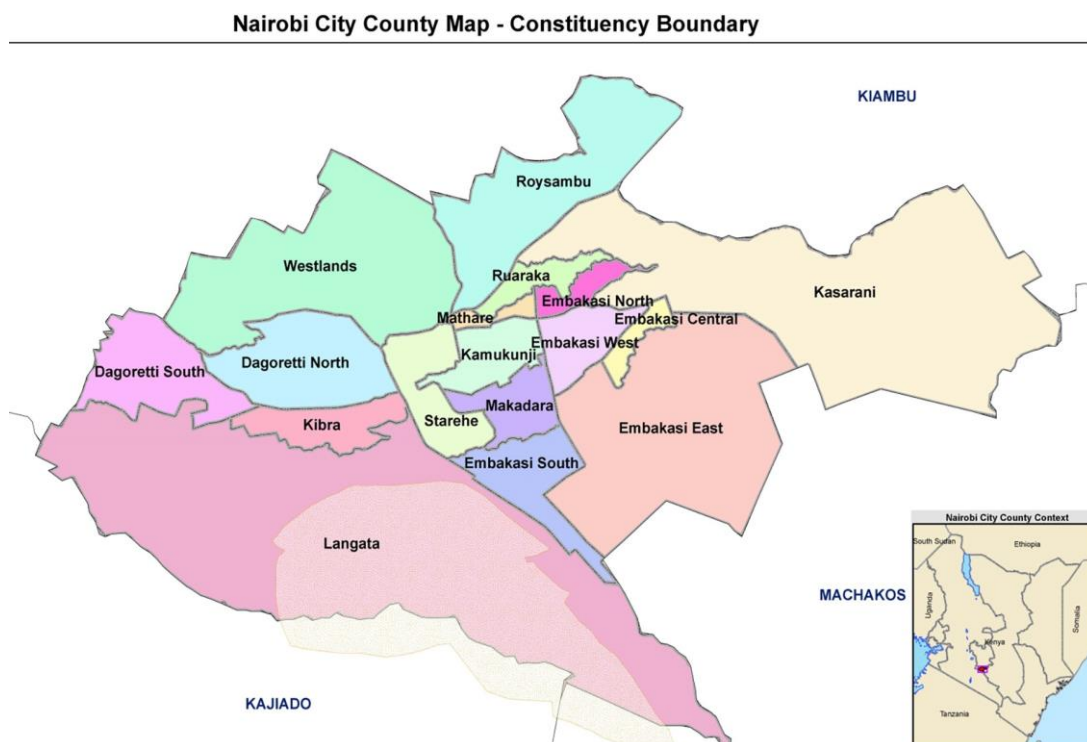 Nairobi City County Map - Constituency Boundary
KIAMBU
Roysambu
Westlands
Ruaraka
Kasarani
Embakasi North
Mathare
Embakasi Central
Embakasi West
Kamukunji
Dagoretti North
Dagoretti South
Makadara
Starehe
Kibra
Embakasi East
Embakasi South
Langata
MACHAKOS
KAJIADO
Nairobi City County Context
South Sudan
Ethiopia
Uganda
Somalia
Kenya
Tanzania